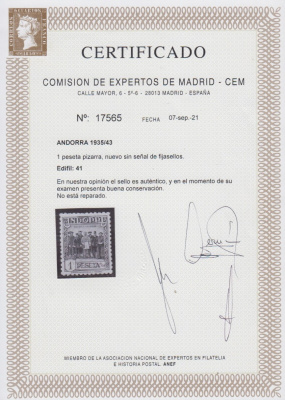 CERTIFICADO
COMISION DE EXPERTOS DE MADRID - CEM
CALLE MAYOR, 6 - 5º-6 - 28013 MADRID - ESPAÑA
Nº: 17565 FECHA 07-sep.-21
ANDORRA 1935/43
1 peseta pizarra, nuevo sin señal de fijasellos.
Edifil: 41
En nuestra opinión el sello es auténtico, y en el momento de su
examen presenta buena conservación.
No está reparado.
1 PESETA
MIEMBRO DE LA ASOCIACION NACIONAL DE EXPERTOS EN FILATELIA
E HISTORIA POSTAL. ANEF